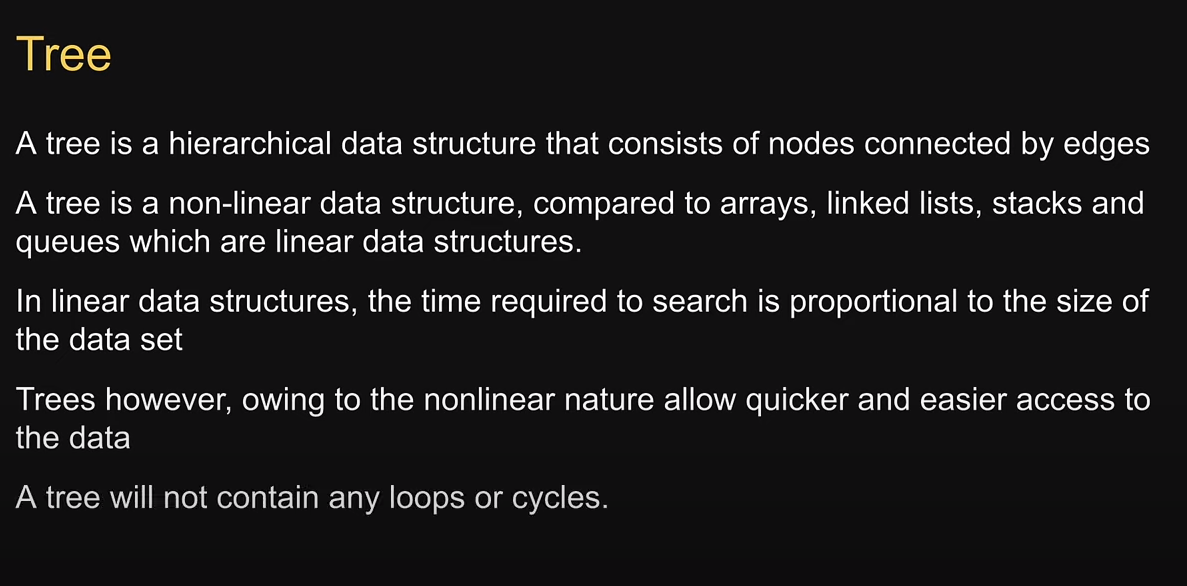 Tree
A tree is a hierarchical data structure that consists of nodes connected by edges
A tree is a non-linear data structure, compared to arrays, linked lists, stacks and
queues which are linear data structures.
In linear data structures, the time required to search is proportional to the size of
the data set
Trees however, owing to the nonlinear nature allow quicker and easier access to
the data
A tree will not contain any loops or cycles.